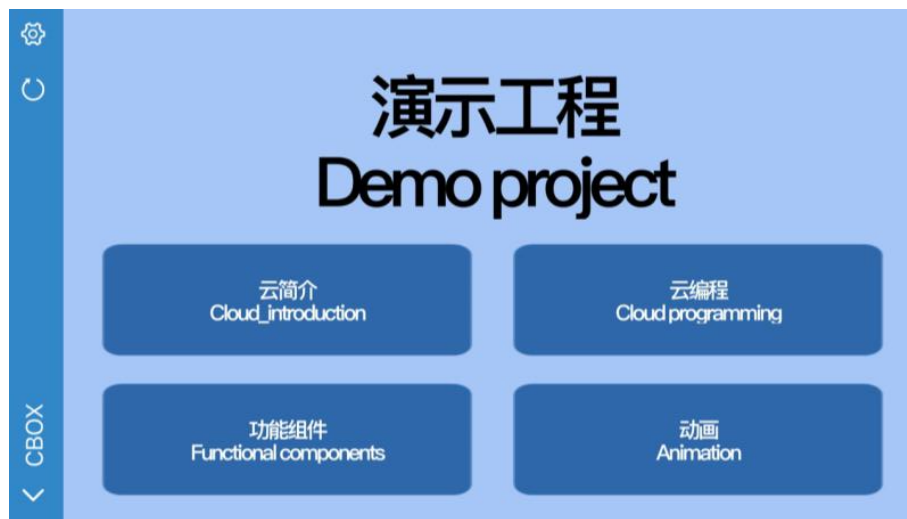 演示工程
Demo project
云简介
Cloud_introduction
云编程
Cloud programming
功能组件
Functional components
动画
Animation
CBOX